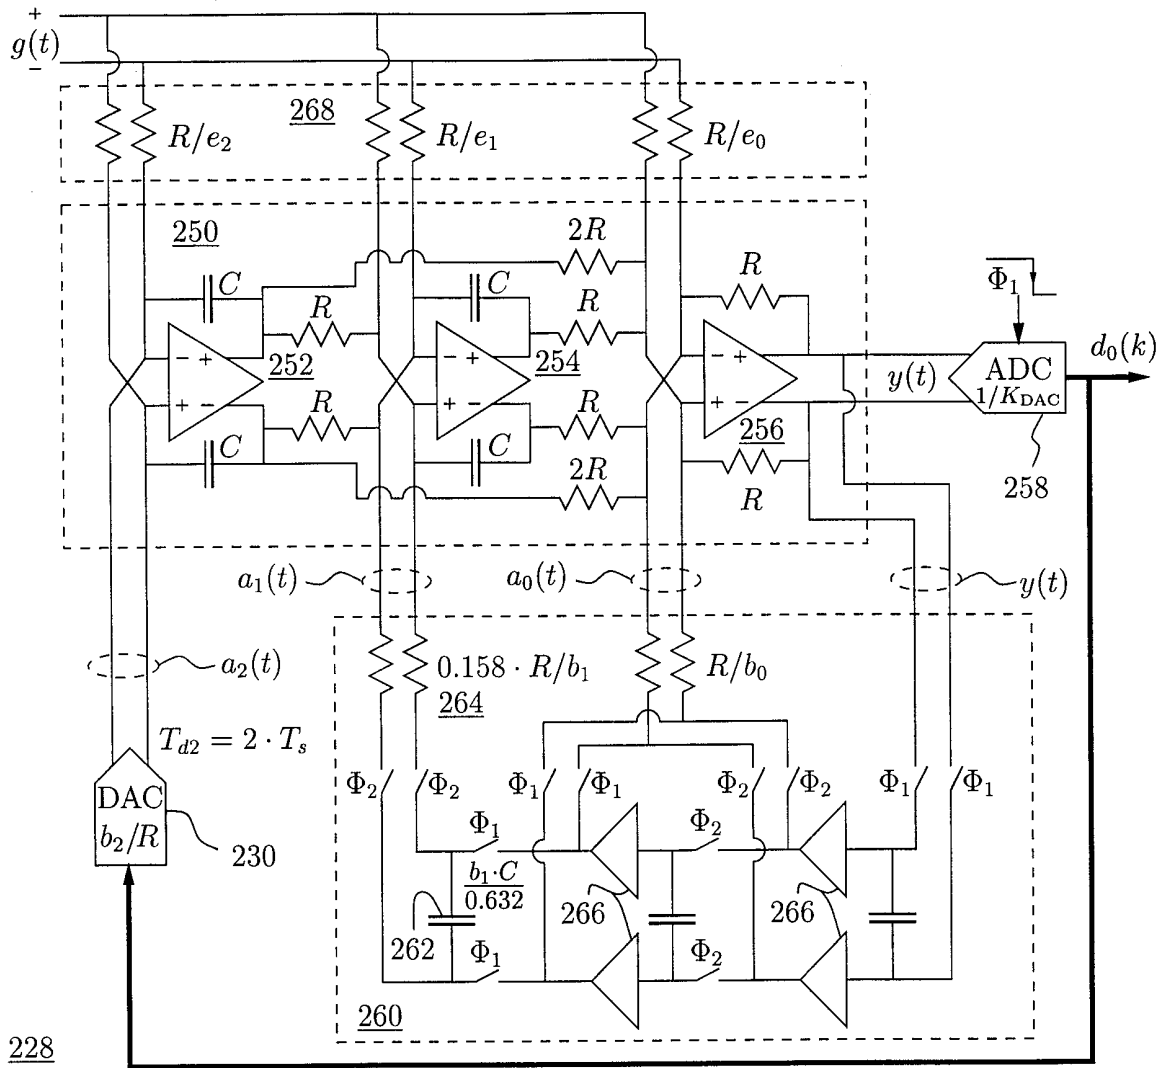 +
g(t)
−
268
R/e₂
R/e₁
R/e₀
250
2R
C
C
R
R
R
Φ₁
− +
252
− +
254
− +
d₀(k)
y(t)
ADC
1/K_DAC
+ −
R
+ −
R
+ −
256
C
C
2R
R
258
a₁(t)
a₀(t)
y(t)
a₂(t)
0.158 · R/b₁
264
R/b₀
T_d2 = 2 · T_s
DAC
b₂/R
230
Φ₂
Φ₂
Φ₁
Φ₁
Φ₂
Φ₂
Φ₁
Φ₁
Φ₁
Φ₂
b₁·C
0.632
262
266
266
Φ₁
Φ₂
260
228